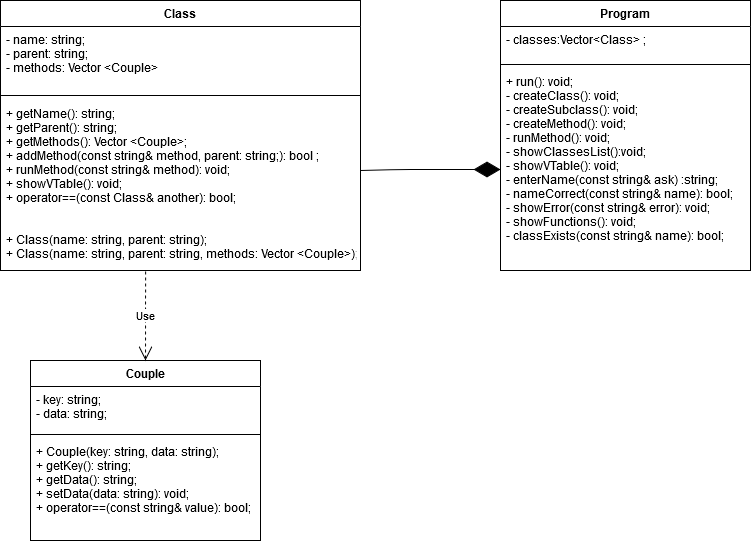 Class
- name: string;
- parent: string;
- methods: Vector <Couple>
+ getName(): string;
+ getParent(): string;
+ getMethods(): Vector <Couple>;
+ addMethod(const string& method, parent: string;): bool ;
+ runMethod(const string& method): void;
+ showVTable(): void;
+ operator==(const Class& another): bool;
+ Class(name: string, parent: string);
+ Class(name: string, parent: string, methods: Vector <Couple>);
Program
- classes:Vector<Class> ;
+ run(): void;
- createClass(): void;
- createSubclass(): void;
- createMethod(): void;
- runMethod(): void;
- showClassesList():void;
- showVTable(): void;
- enterName(const string& ask) :string;
- nameCorrect(const string& name): bool;
- showError(const string& error): void;
- showFunctions(): void;
- classExists(const string& name): bool;
Use
Couple
- key: string;
- data: string;
+ Couple(key: string, data: string);
+ getKey(): string;
+ getData(): string;
+ setData(data: string): void;
+ operator==(const string& value): bool;